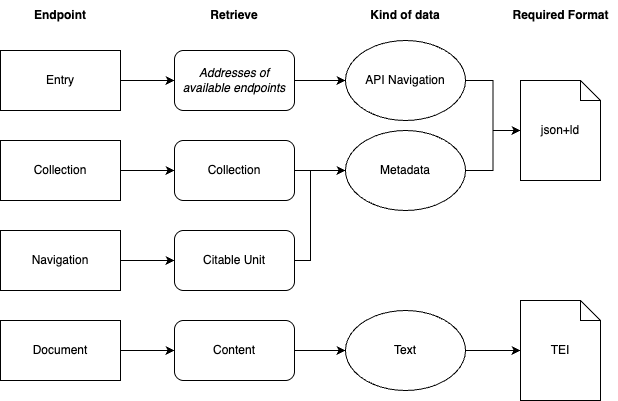 Endpoint Retrieve Kind of data Required Format
Entry
Addresses of
available endpoints
API Navigation
json+ld
Collection Collection Metadata
Navigation Citable Unit
Document Content Text TEI